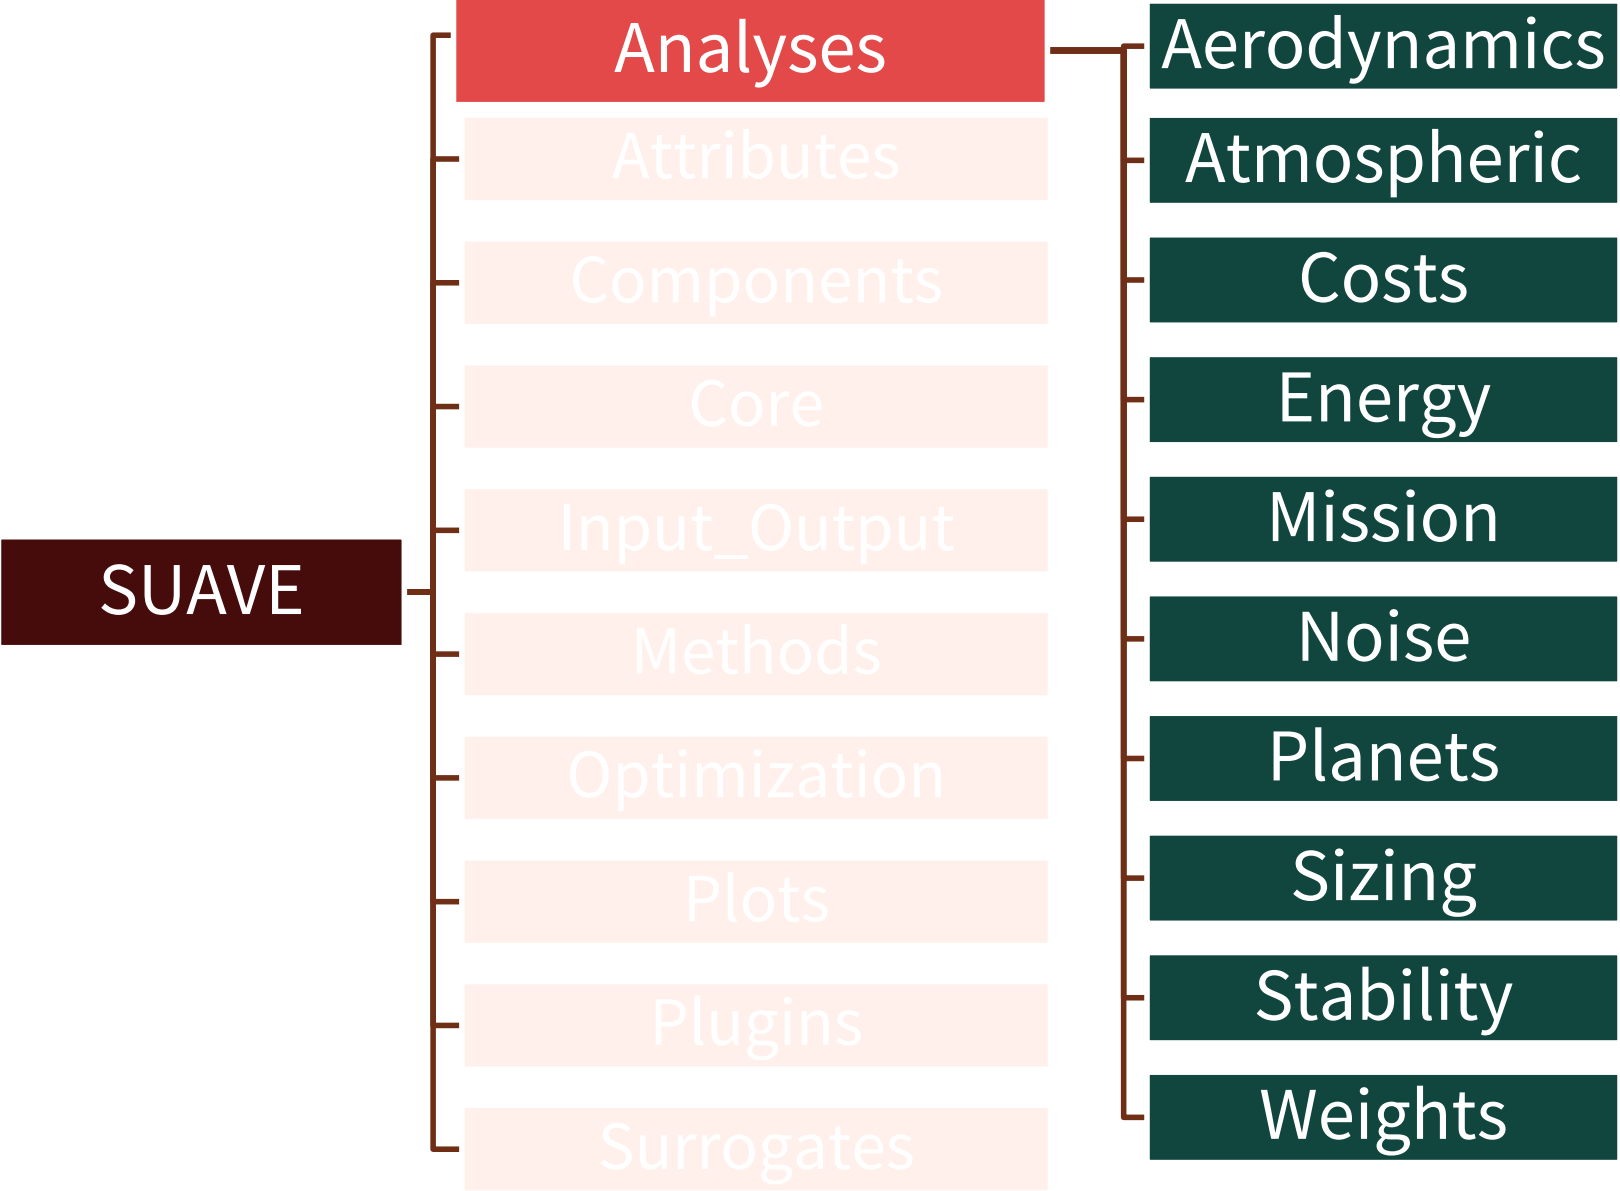 SUAVE
Analyses
Attributes
Components
Core
Input_Output
Methods
Optimization
Plots
Plugins
Surrogates
Aerodynamics
Atmospheric
Costs
Energy
Mission
Noise
Planets
Sizing
Stability
Weights